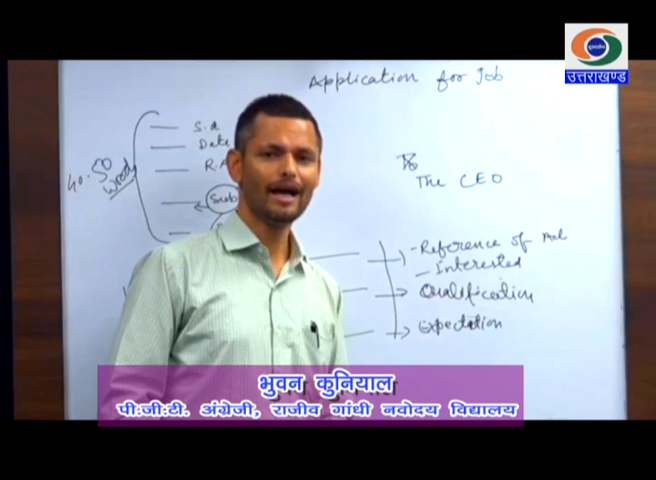 उत्तराखण्ड
Application for Job
S.a
Date
R.A
40-50
Sub
To
The CEO
- Reference of Ad
- Interested
Qualification
Expectation
भुवन कुनियाल
पी.जी.टी. अंग्रेजी, राजीव गांधी नवोदय विद्यालय